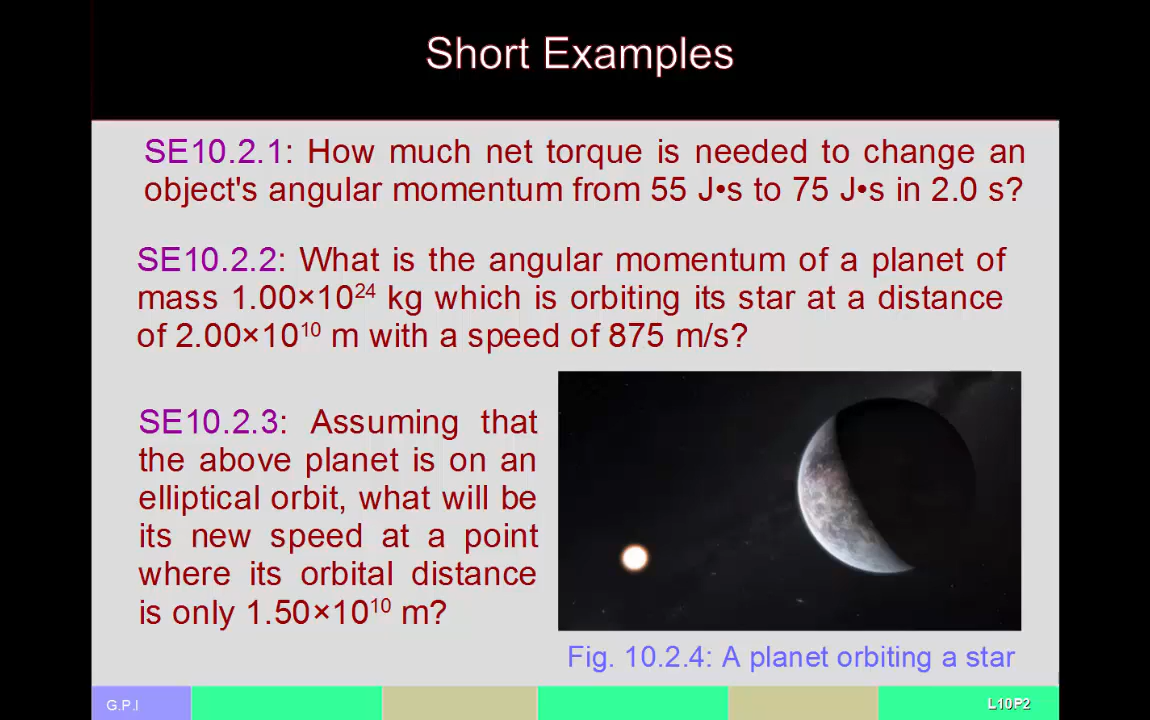 Short Examples
SE10.2.1: How much net torque is needed to change an
object's angular momentum from 55 J•s to 75 J•s in 2.0 s?
SE10.2.2: What is the angular momentum of a planet of
mass 1.00×10²⁴ kg which is orbiting its star at a distance
of 2.00×10¹⁰ m with a speed of 875 m/s?
SE10.2.3: Assuming that
the above planet is on an
elliptical orbit, what will be
its new speed at a point
where its orbital distance
is only 1.50×10¹⁰ m?
Fig. 10.2.4: A planet orbiting a star
G.P.I
L10P2